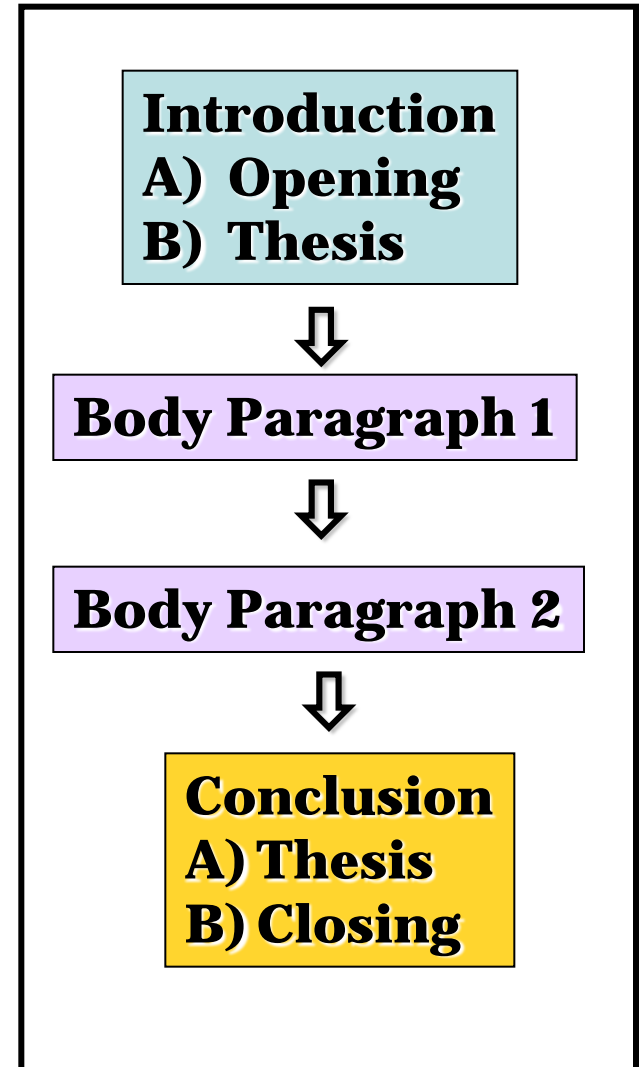 Introduction
A) Opening
B) Thesis
Body Paragraph 1
Body Paragraph 2
Conclusion
A) Thesis
B) Closing